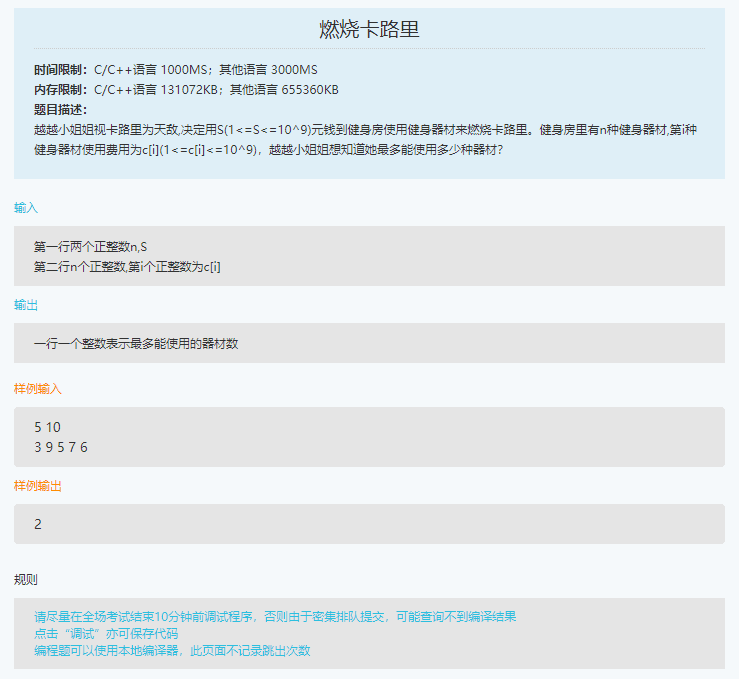 燃烧卡路里
时间限制：C/C++语言 1000MS；其他语言 3000MS
内存限制：C/C++语言 131072KB；其他语言 655360KB
题目描述：
越越小姐姐视卡路里为天敌,决定用S(1<=S<=10^9)元钱到健身房使用健身器材来燃烧卡路里。健身房里有n种健身器材,第i种
健身器材使用费用为c[i](1<=c[i]<=10^9)，越越小姐姐想知道她最多能使用多少种器材?
输入
第一行两个正整数n,S
第二行n个正整数,第i个正整数为c[i]
输出
一行一个整数表示最多能使用的器材数
样例输入
5 10
3 9 5 7 6
样例输出
2
规则
请尽量在全场考试结束10分钟前调试程序，否则由于密集排队提交，可能查询不到编译结果
点击“调试”亦可保存代码
编程题可以使用本地编译器，此页面不记录跳出次数